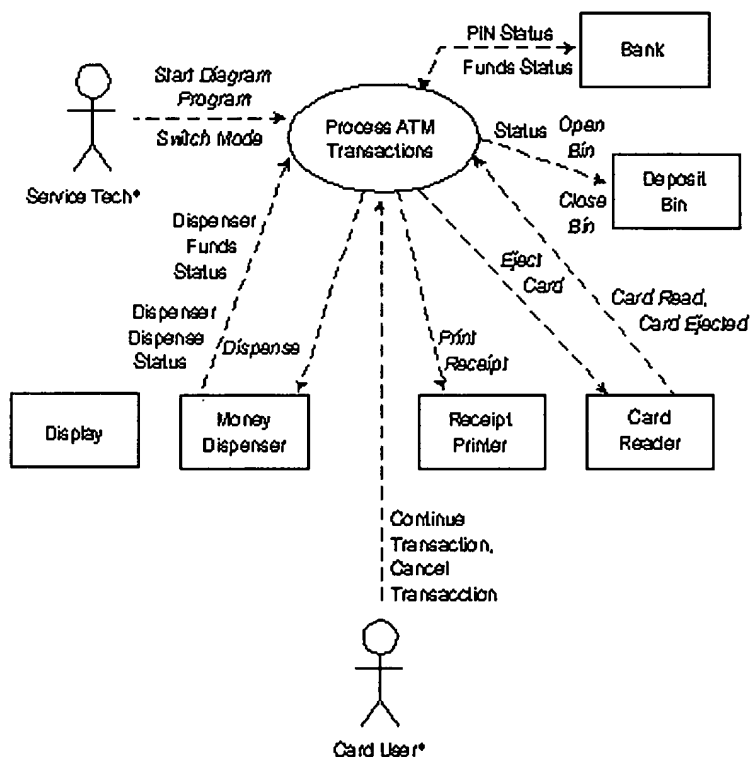 PIN Status
Funds Status
Bank
Start Diagram
Program
Switch Mode
Service Tech*
Process ATM
Transactions
Status
Open
Bin
Close
Bin
Deposit
Bin
Dispenser
Funds
Status
Dispenser
Dispense
Status
Dispense
Print
Receipt
Eject
Card
Card Read,
Card Ejected
Display
Money
Dispenser
Receipt
Printer
Card
Reader
Continue
Transaction,
Cancel
Transacction
Card User*